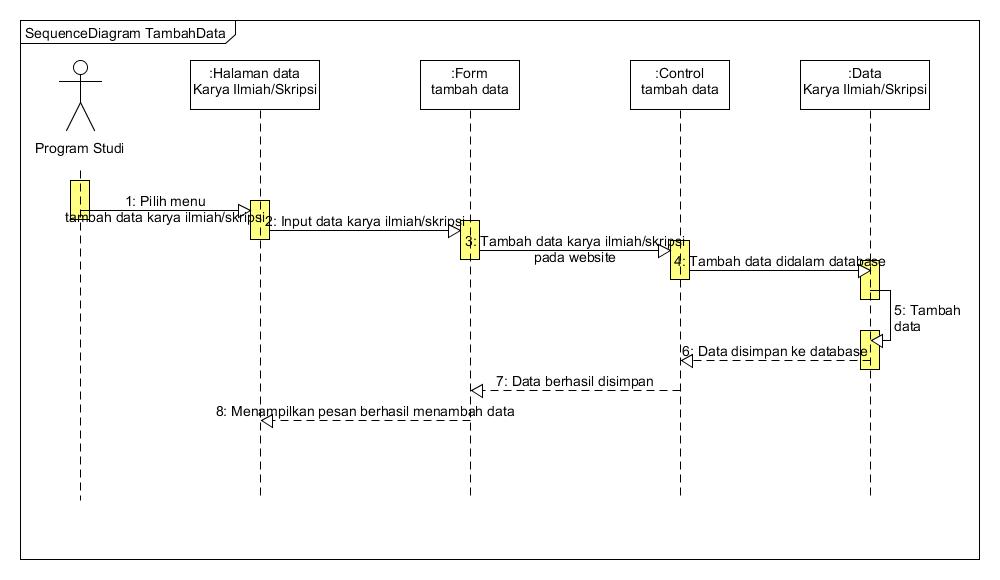 SequenceDiagram TambahData
:Halaman data
Karya Ilmiah/Skripsi
:Form
tambah data
:Control
tambah data
:Data
Karya Ilmiah/Skripsi
Program Studi
1: Pilih menu
tambah data karya ilmiah/skripsi
2: Input data karya ilmiah/skripsi
3: Tambah data karya ilmiah/skripsi
pada website
4: Tambah data didalam database
5: Tambah
data
6: Data disimpan ke database
7: Data berhasil disimpan
8: Menampilkan pesan berhasil menambah data